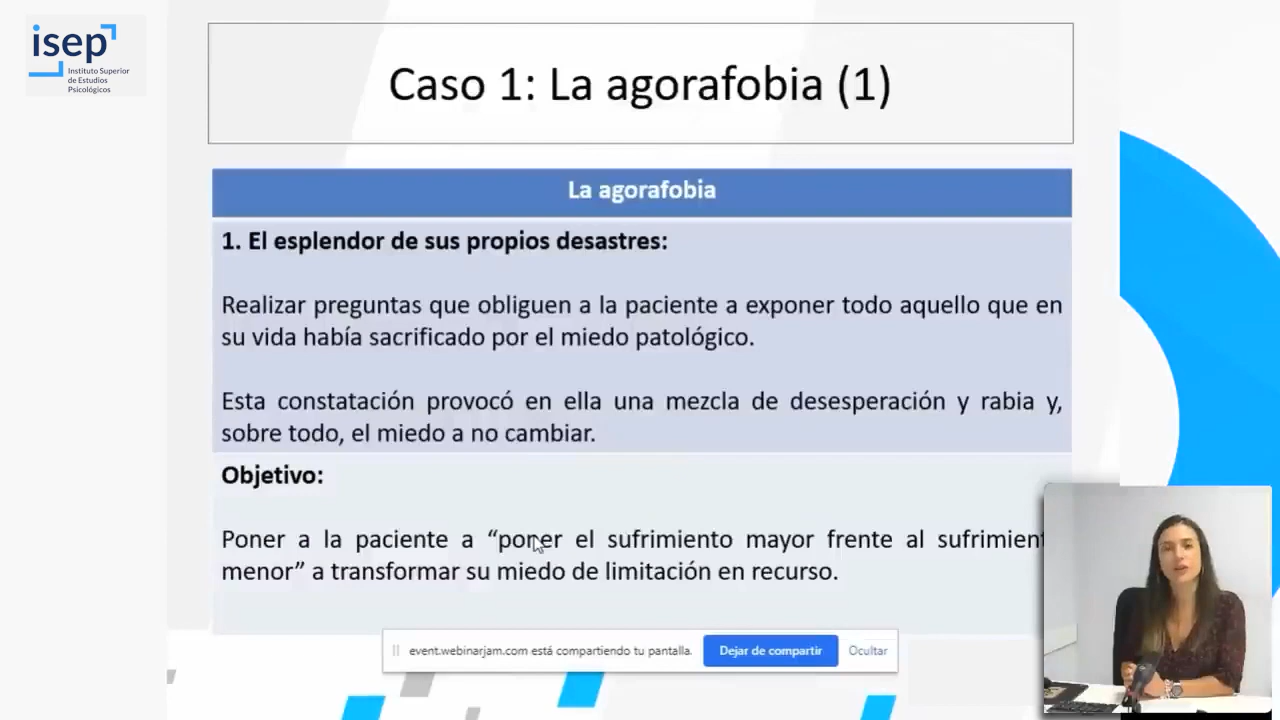 isep
Instituto Superior
de Estudios
Psicológicos
Caso 1: La agorafobia (1)
La agorafobia
1. El esplendor de sus propios desastres:
Realizar preguntas que obliguen a la paciente a exponer todo aquello que en
su vida había sacrificado por el miedo patológico.
Esta constatación provocó en ella una mezcla de desesperación y rabia y,
sobre todo, el miedo a no cambiar.
Objetivo:
Poner a la paciente a “poner el sufrimiento mayor frente al sufrimient
menor” a transformar su miedo de limitación en recurso.
event.webinarjam.com está compartiendo tu pantalla.
Dejar de compartir
Ocultar